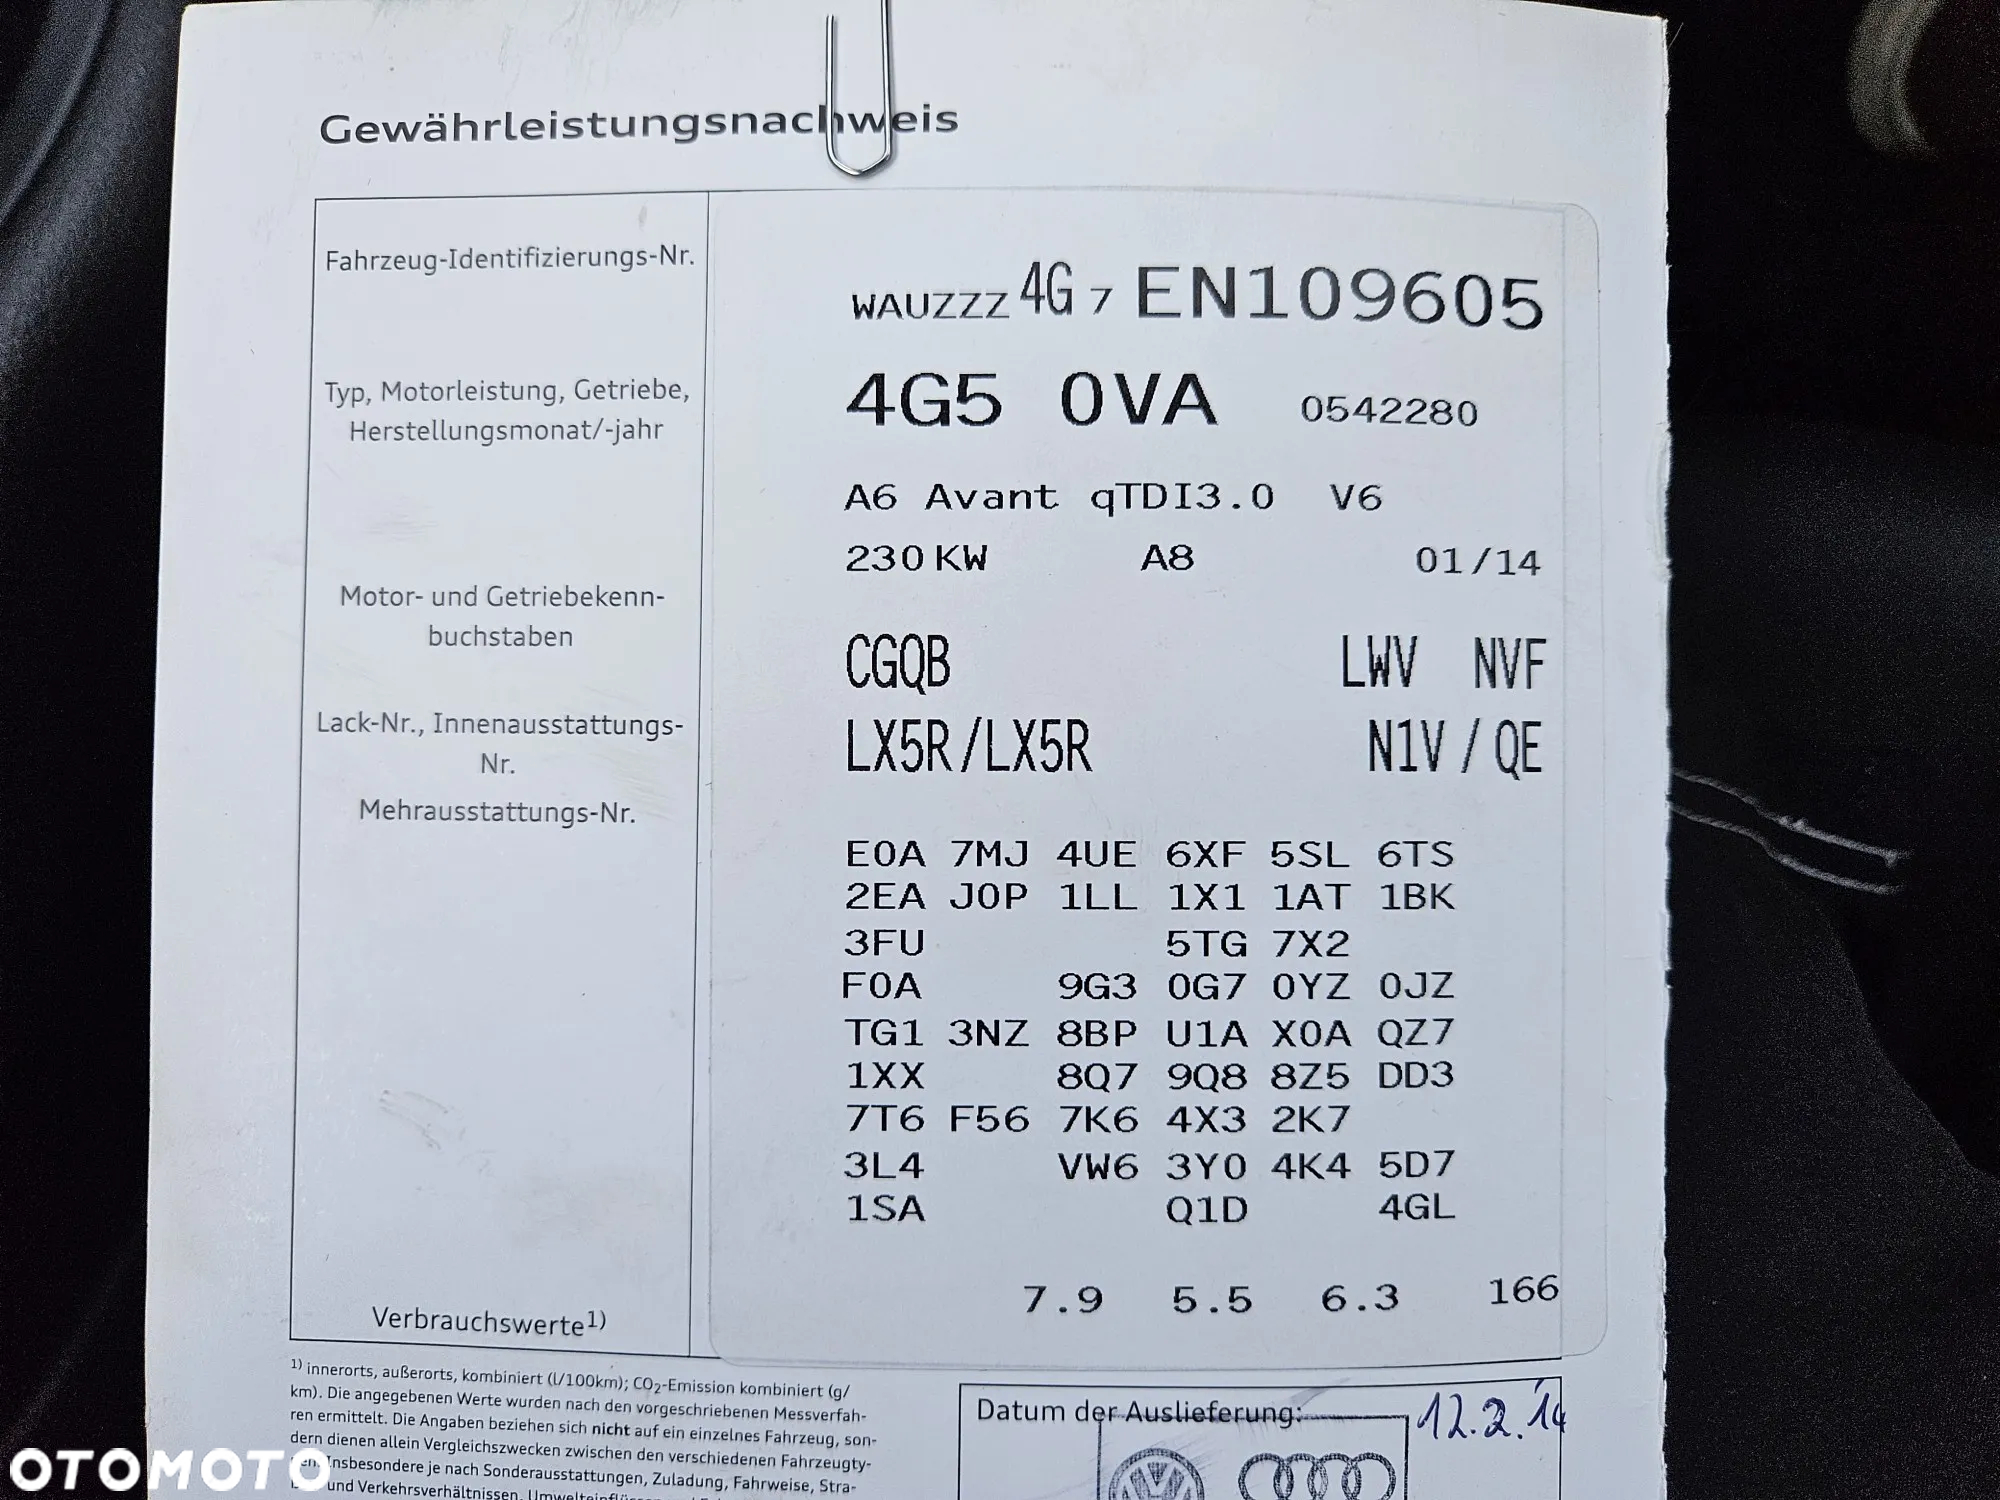 Gewährleistungsnachweis
Fahrzeug-Identifizierungs-Nr.
WAUZZZ 4G 7 EN109605
Typ, Motorleistung, Getriebe,
Herstellungsmonat/-jahr
4G5 0VA 0542280
A6 Avant qTDI3.0 V6
230 KW A8 01/14
Motor- und Getriebekenn-
buchstaben
CGQB LWV NVF
Lack-Nr., Innenausstattungs-
Nr.
LX5R/LX5R N1V / QE
Mehrausstattungs-Nr.
E0A 7MJ 4UE 6XF 5SL 6TS
2EA J0P 1LL 1X1 1AT 1BK
3FU 5TG 7X2
F0A 9G3 0G7 0YZ 0JZ
TG1 3NZ 8BP U1A X0A QZ7
1XX 8Q7 9Q8 8Z5 DD3
7T6 F56 7K6 4X3 2K7
3L4 VW6 3Y0 4K4 5D7
1SA Q1D 4GL
Verbrauchswerte1)
7.9 5.5 6.3 166
1) innerorts, außerorts, kombiniert (l/100km); CO2-Emission kombiniert (g/
km). Die angegebenen Werte wurden nach den vorgeschriebenen Messverfah-
ren ermittelt. Die Angaben beziehen sich nicht auf ein einzelnes Fahrzeug, son-
dern dienen allein Vergleichszwecken zwischen den verschiedenen Fahrzeugty-
Insbesondere je nach Sonderausstattungen, Zuladung, Fahrweise, Stra-
und Verkehrsverhältnissen,
Datum der Auslieferung: 12.2.'14
OTOMOTO